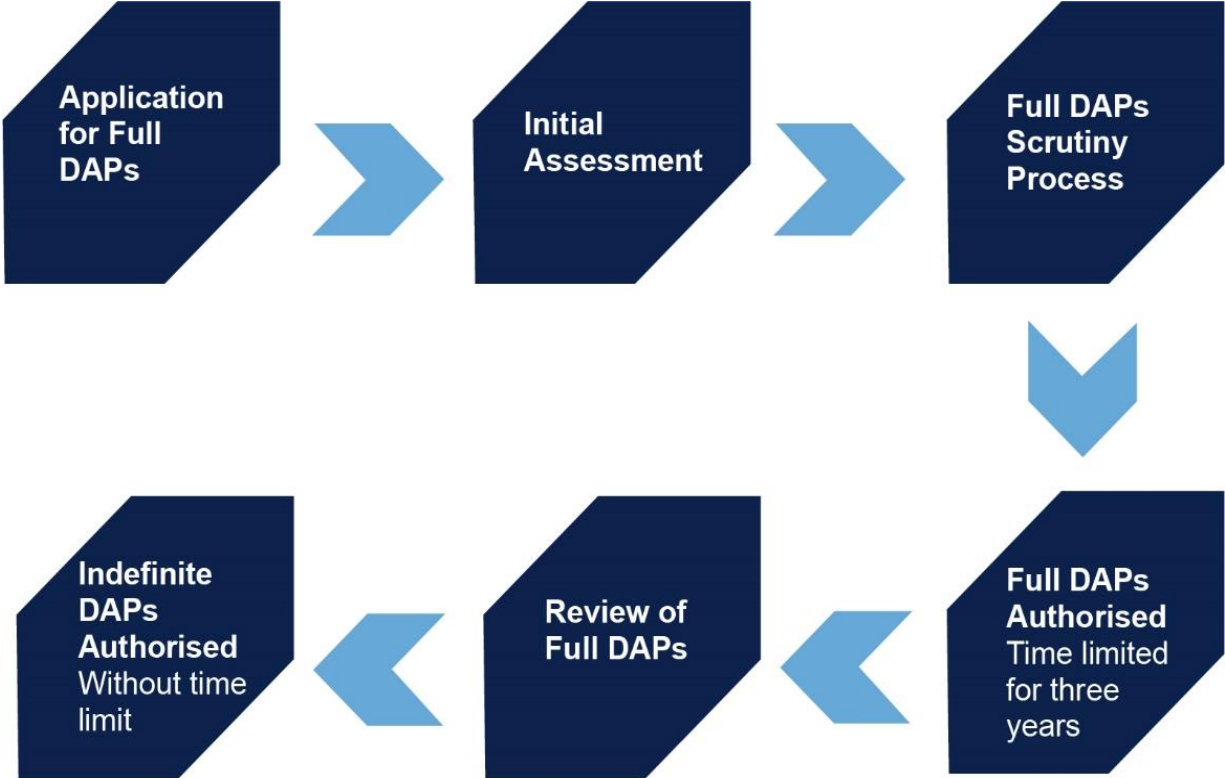 Application
for Full
DAPs
Initial
Assessment
Full DAPs
Scrutiny
Process
Full DAPs
Authorised
Time limited
for three
years
Review of
Full DAPs
Indefinite
DAPs
Authorised
Without time
limit